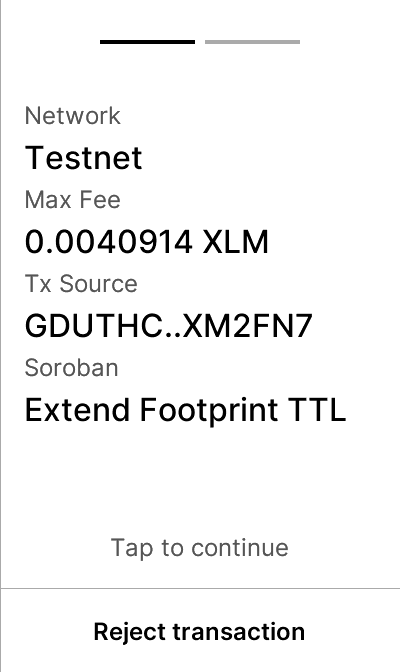 Network
Testnet
Max Fee
0.0040914 XLM
Tx Source
GDUTHC..XM2FN7
Soroban
Extend Footprint TTL
Tap to continue
Reject transaction